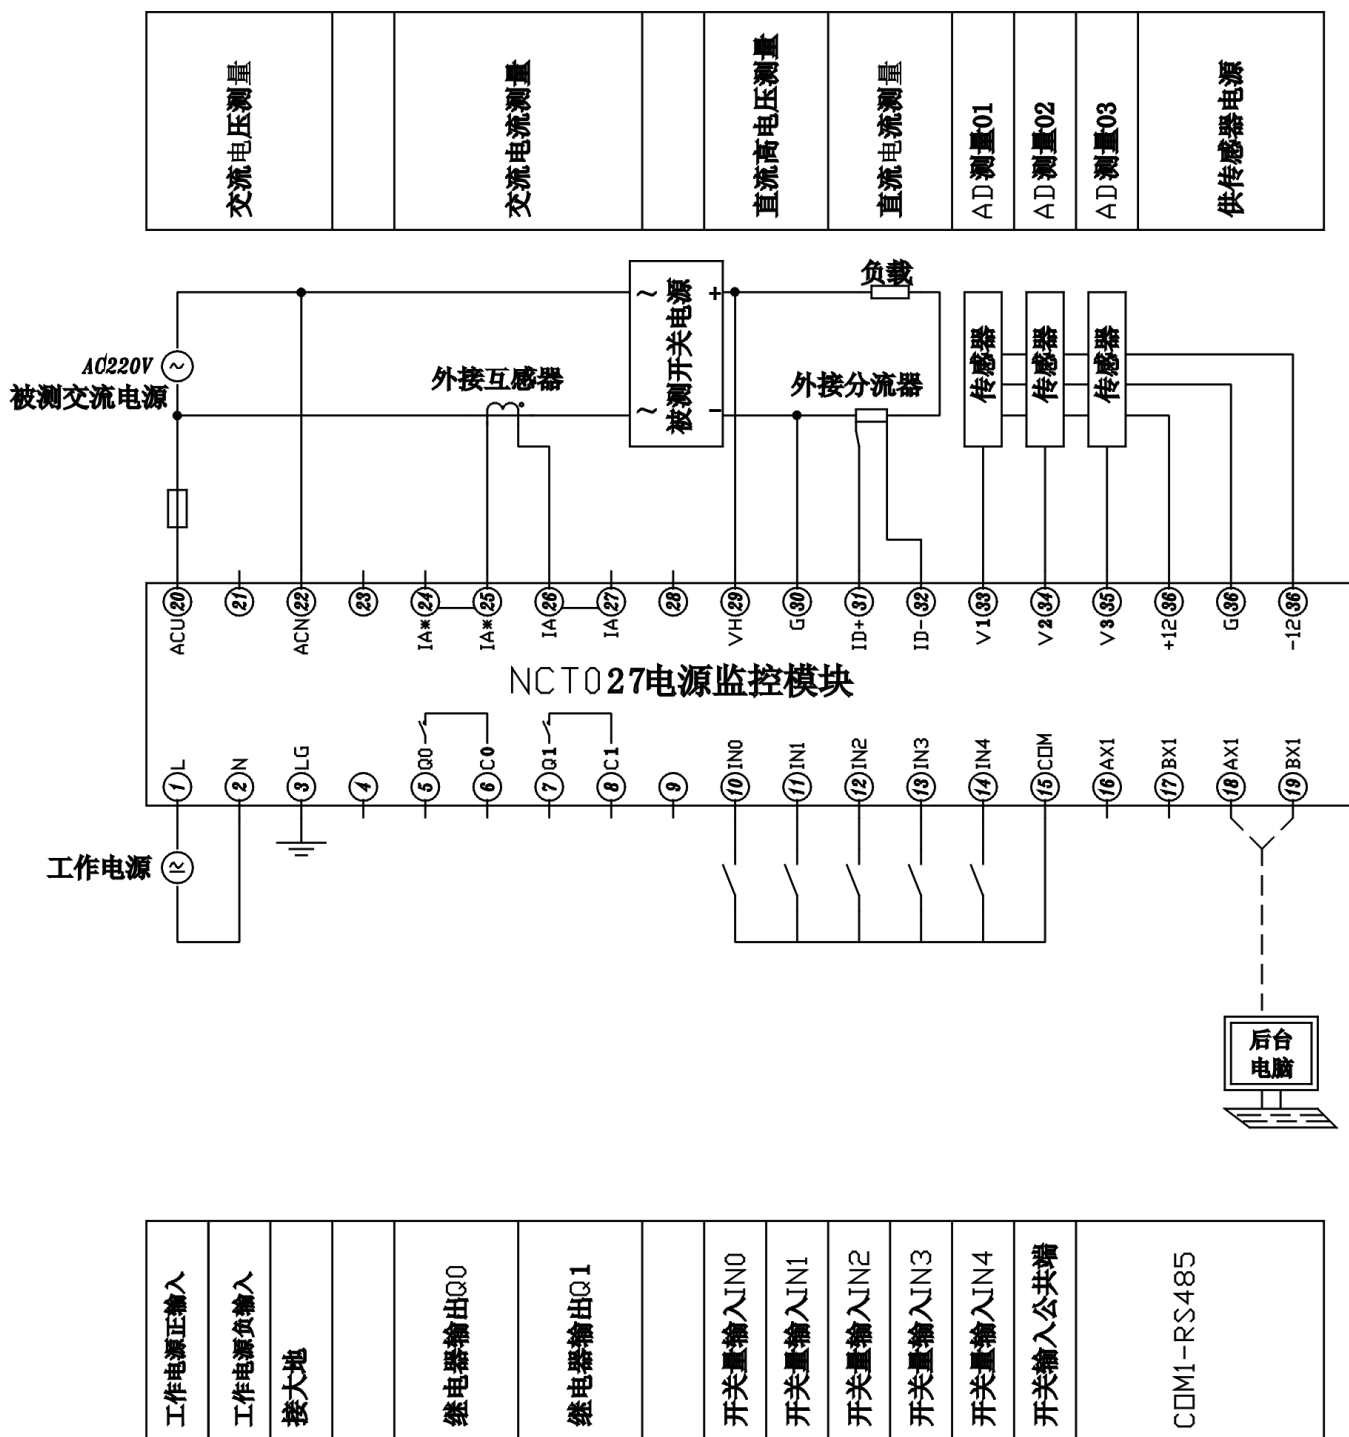 交流电压测量
交流电流测量
直流高电压测量
直流电流测量
AD测量01
AD测量02
AD测量03
供传感器电源
负载
AC220V
被测交流电源
外接互感器
~
~
被测开关电源
+
-
外接分流器
传感器
传感器
传感器
20 21 22 23 24 25 26 27 28 29 30 31 32 33 34 35 36 36 36
ACU ACN IA* IA* IA IA VH G ID+ ID- V1 V2 V3 +12 G -12
NCT027电源监控模块
L N LG Q0 C0 Q1 C1 IN0 IN1 IN2 IN3 IN4 COM AX1 BX1 AX1 BX1
1 2 3 4 5 6 7 8 9 10 11 12 13 14 15 16 17 18 19
工作电源
后台
电脑
工作电源正输入
工作电源负输入
接大地
继电器输出Q0
继电器输出Q1
开关量输入IN0
开关量输入IN1
开关量输入IN2
开关量输入IN3
开关量输入IN4
开关输入公共端
COM1-RS485